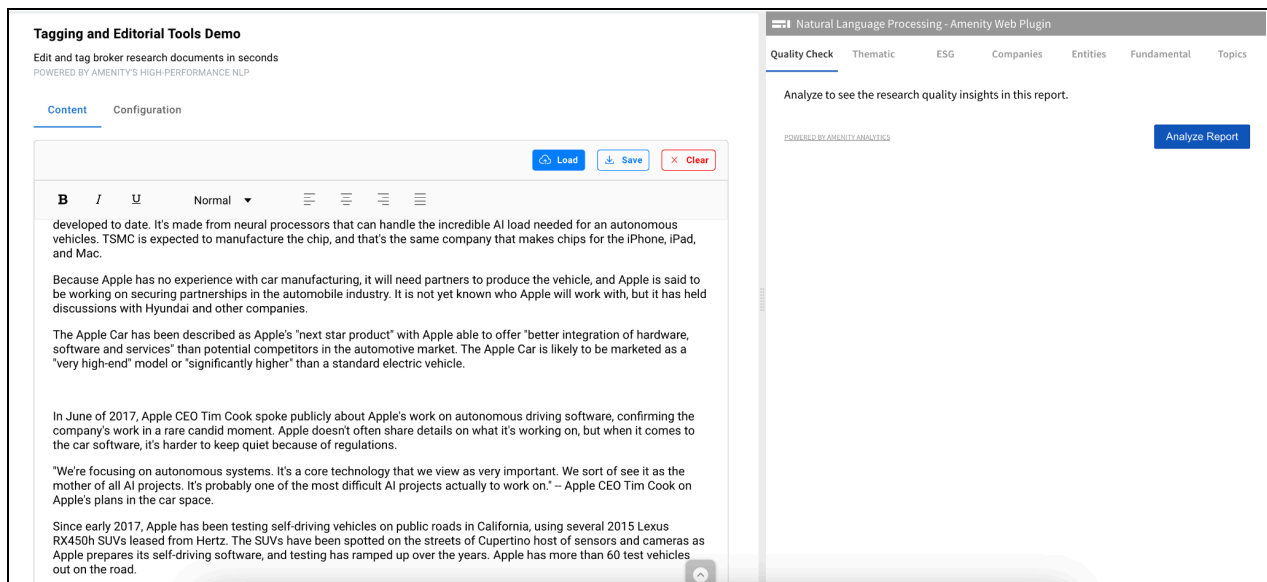 Tagging and Editorial Tools Demo
Edit and tag broker research documents in seconds
POWERED BY AMENITY'S HIGH-PERFORMANCE NLP
Content Configuration
Load Save Clear
B I U Normal
developed to date. It's made from neural processors that can handle the incredible AI load needed for an autonomous
vehicles. TSMC is expected to manufacture the chip, and that's the same company that makes chips for the iPhone, iPad,
and Mac.
Because Apple has no experience with car manufacturing, it will need partners to produce the vehicle, and Apple is said to
be working on securing partnerships in the automobile industry. It is not yet known who Apple will work with, but it has held
discussions with Hyundai and other companies.
The Apple Car has been described as Apple's "next star product" with Apple able to offer "better integration of hardware,
software and services" than potential competitors in the automotive market. The Apple Car is likely to be marketed as a
"very high-end" model or "significantly higher" than a standard electric vehicle.
In June of 2017, Apple CEO Tim Cook spoke publicly about Apple's work on autonomous driving software, confirming the
company's work in a rare candid moment. Apple doesn't often share details on what it's working on, but when it comes to
the car software, it's harder to keep quiet because of regulations.
"We're focusing on autonomous systems. It's a core technology that we view as very important. We sort of see it as the
mother of all AI projects. It's probably one of the most difficult AI projects actually to work on." – Apple CEO Tim Cook on
Apple's plans in the car space.
Since early 2017, Apple has been testing self-driving vehicles on public roads in California, using several 2015 Lexus
RX450h SUVs leased from Hertz. The SUVs have been spotted on the streets of Cupertino host of sensors and cameras as
Apple prepares its self-driving software, and testing has ramped up over the years. Apple has more than 60 test vehicles
out on the road.
Natural Language Processing - Amenity Web Plugin
Quality Check Thematic ESG Companies Entities Fundamental Topics
Analyze to see the research quality insights in this report.
POWERED BY AMENITY ANALYTICS
Analyze Report